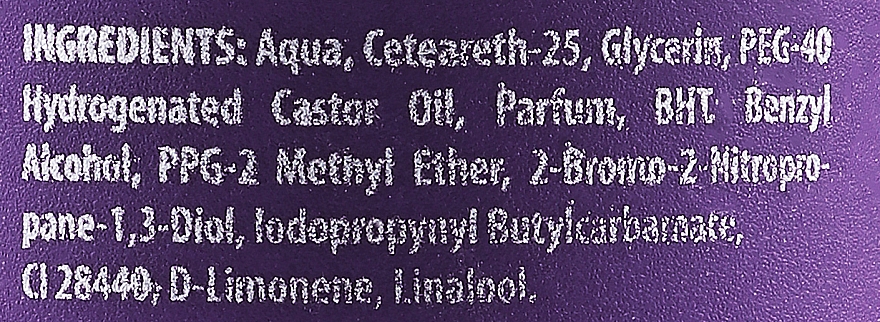 INGREDIENTS: Aqua, Ceteareth-25, Glycerin, PEG-40
Hydrogenated Castor Oil, Parfum, BHT, Benzyl
Alcohol, PPG-2 Methyl Ether, 2-Bromo-2-Nitropro-
pane-1,3-Diol, Iodopropynyl Butylcarbamate,
CI 28440, D-Limonene, Linalool.